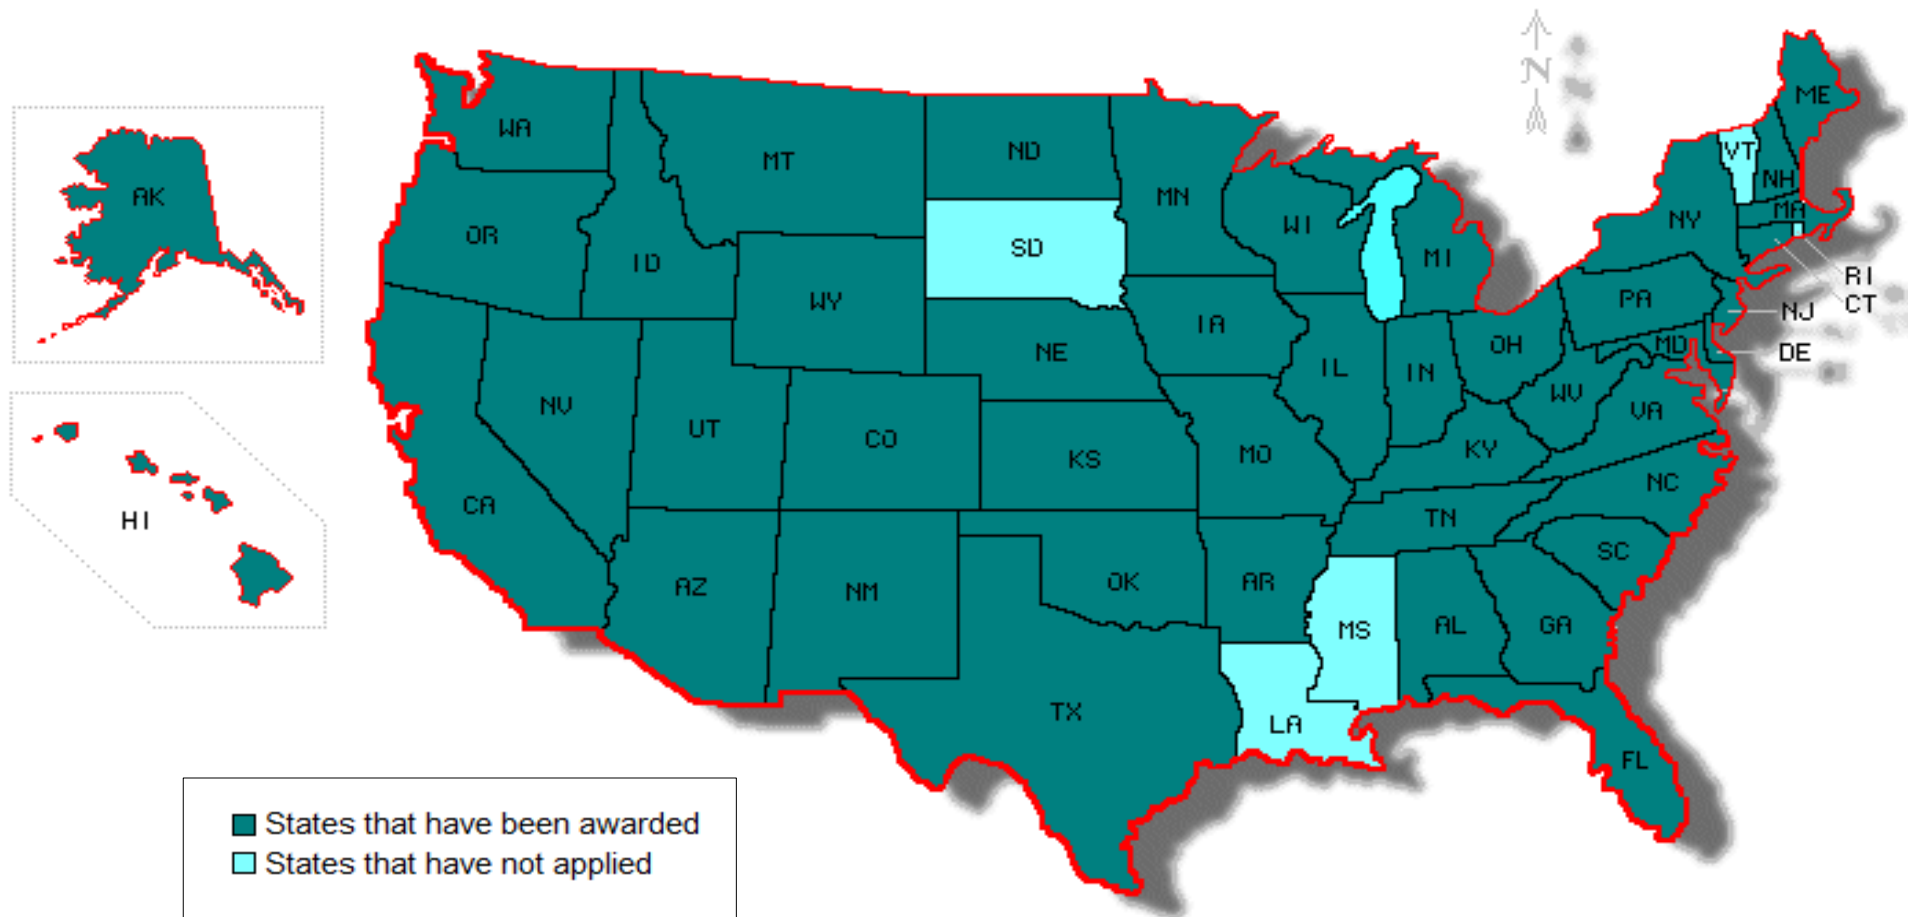 N
ME
WA
VT
MT
ND
NH
AK
MN
MA
NY
WI
OR
SD
MI
ID
RI
WY
PA
CT
NJ
IA
OH
MD
DE
NE
IL
IN
NV
WV
VA
UT
CO
KS
MO
KY
NC
CA
TN
HI
SC
AZ
NM
OK
AR
MS
AL
GA
TX
LA
FL
States that have been awarded
States that have not applied